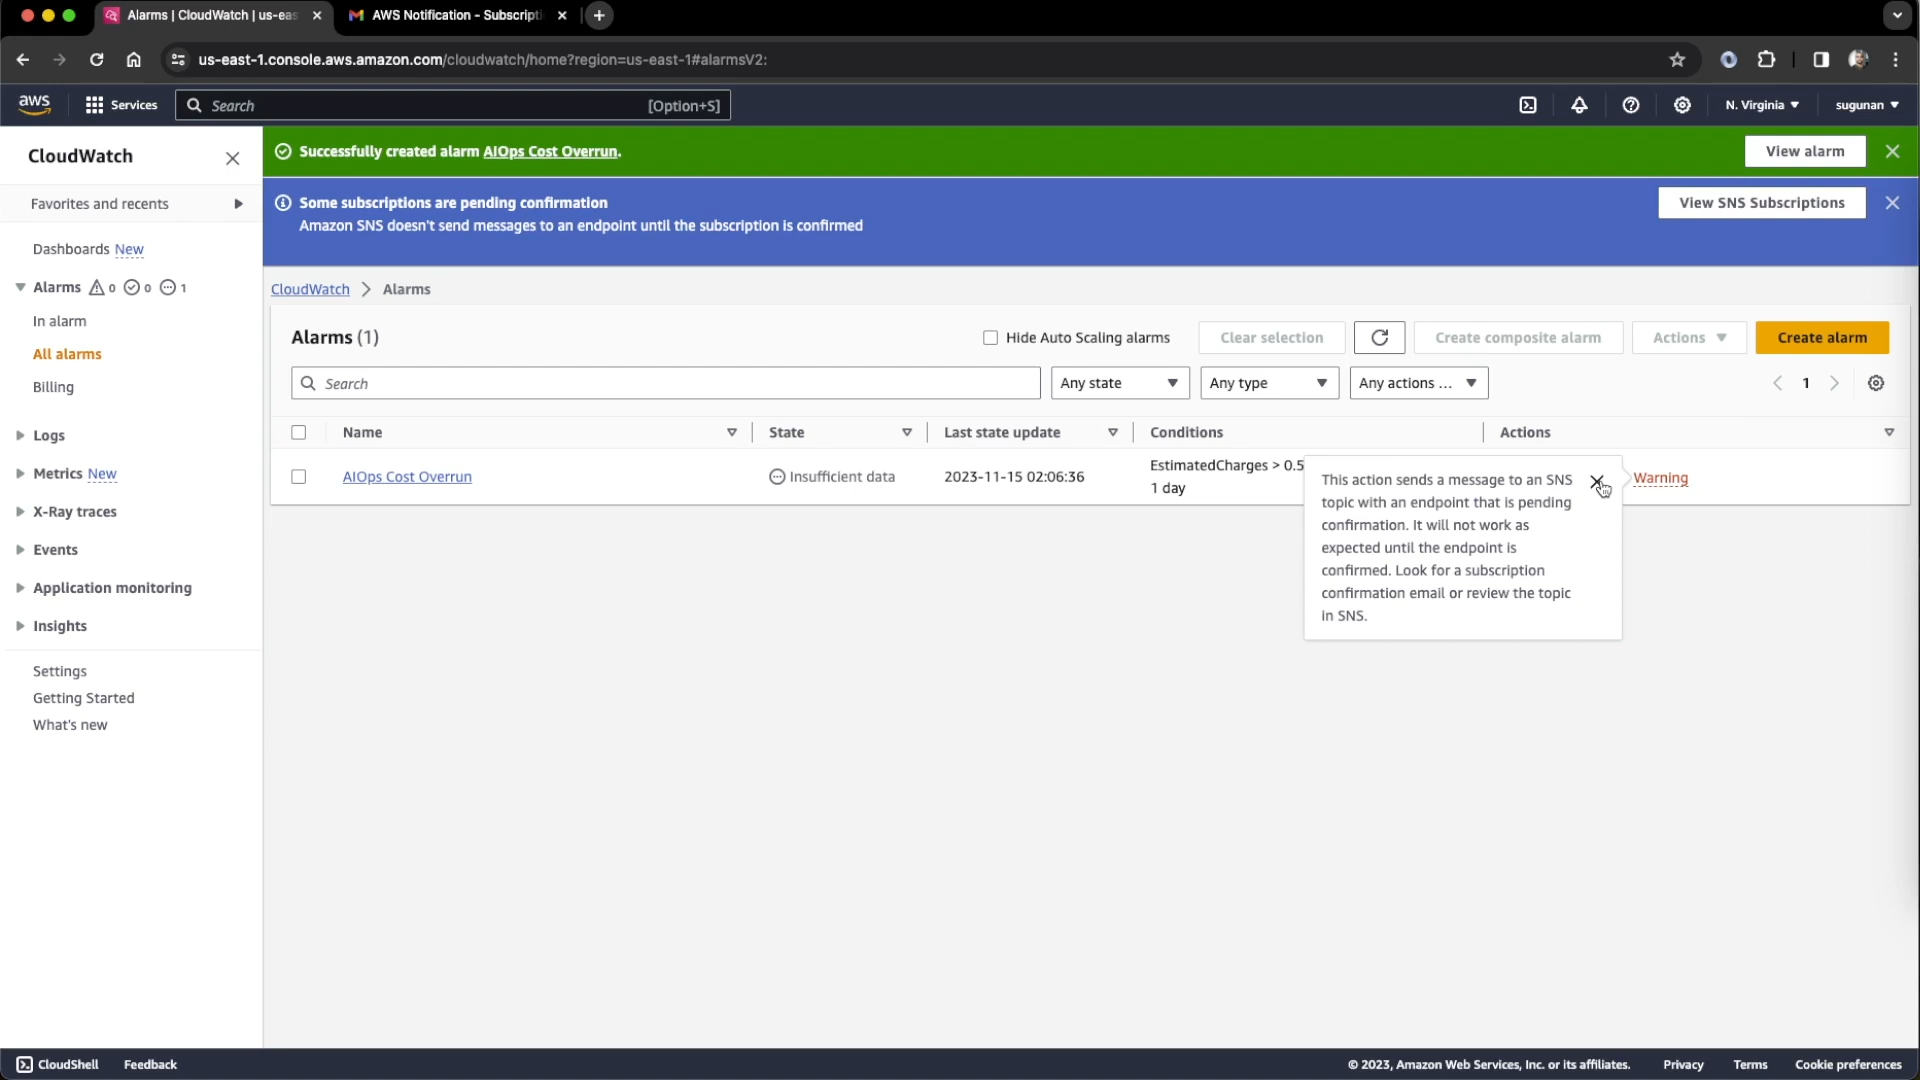 Alarms | CloudWatch | us-eas
AWS Notification - Subscripti
us-east-1.console.aws.amazon.com/cloudwatch/home?region=us-east-1#alarmsV2:
aws
Services
Search
[Option+S]
N. Virginia
sugunan
CloudWatch
Favorites and recents
Dashboards New
Alarms 0 0 1
In alarm
All alarms
Billing
Logs
Metrics New
X-Ray traces
Events
Application monitoring
Insights
Settings
Getting Started
What's new
Successfully created alarm AIOps Cost Overrun.
View alarm
Some subscriptions are pending confirmation
Amazon SNS doesn't send messages to an endpoint until the subscription is confirmed
View SNS Subscriptions
CloudWatch > Alarms
Alarms (1)
Hide Auto Scaling alarms
Clear selection
Create composite alarm
Actions
Create alarm
Search
Any state
Any type
Any actions ...
1
Name
State
Last state update
Conditions
Actions
AIOps Cost Overrun
Insufficient data
2023-11-15 02:06:36
EstimatedCharges > 0.5
1 day
Warning
This action sends a message to an SNS
topic with an endpoint that is pending
confirmation. It will not work as
expected until the endpoint is
confirmed. Look for a subscription
confirmation email or review the topic
in SNS.
CloudShell
Feedback
© 2023, Amazon Web Services, Inc. or its affiliates.
Privacy
Terms
Cookie preferences